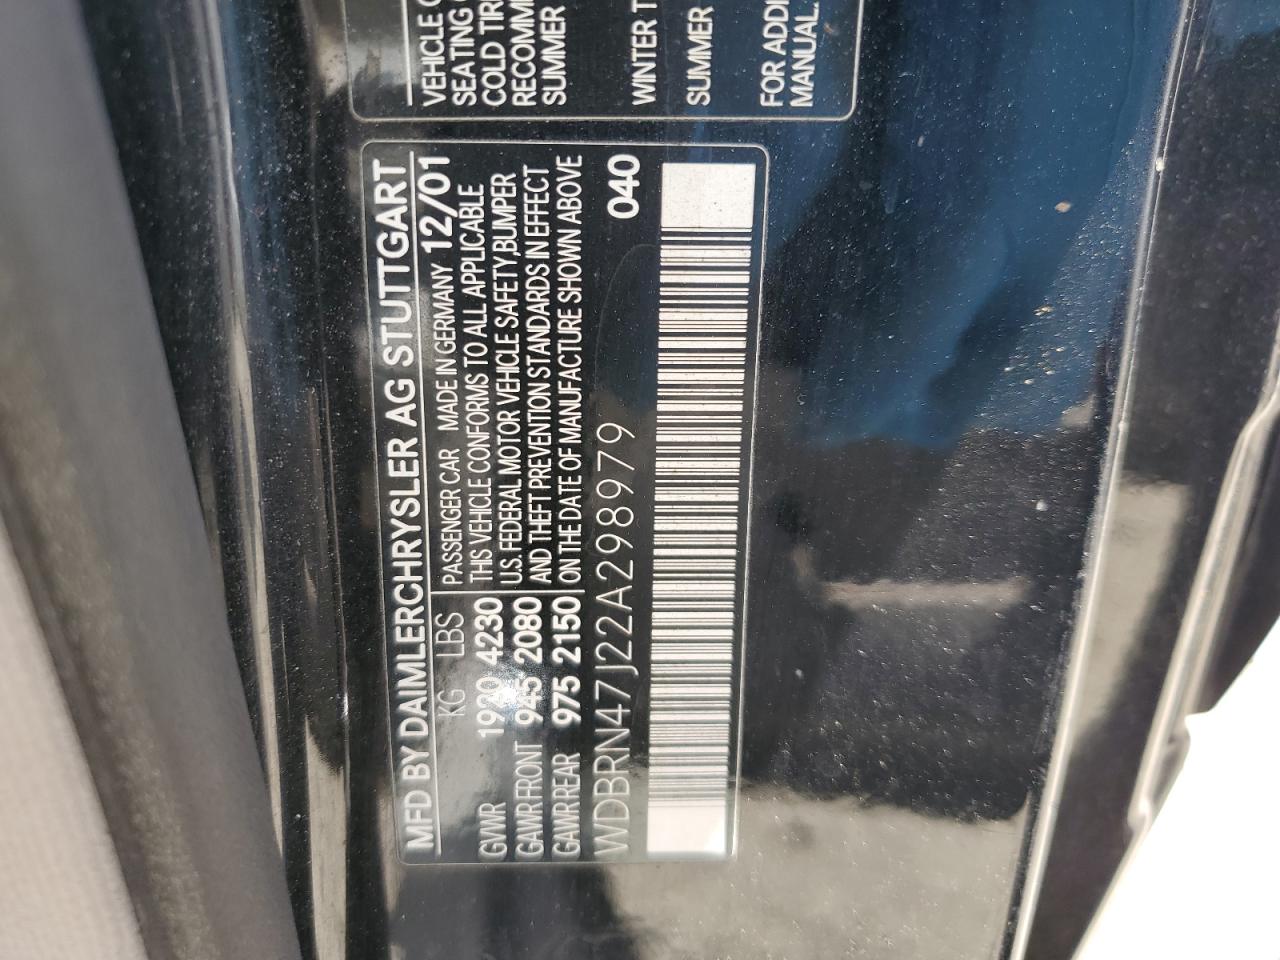 MFD BY DAIMLERCHRYSLER AG STUTTGART
KG LBS PASSENGER CAR MADE IN GERMANY 12/01
GVWR 1920 4230 THIS VEHICLE CONFORMS TO ALL APPLICABLE
GAWR FRONT 945 2080 U.S. FEDERAL MOTOR VEHICLE SAFETY,BUMPER
GAWR REAR 975 2150 AND THEFT PREVENTION STANDARDS IN EFFECT
ON THE DATE OF MANUFACTURE SHOWN ABOVE
WDBRN47J22A298979 040
VEHICLE C
SEATING
COLD TIR
RECOMM
SUMMER
WINTER T
SUMMER
FOR ADDI
MANUAL.